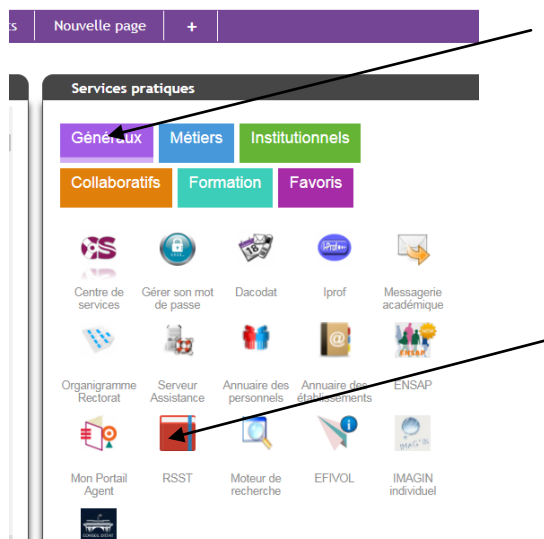 ts Nouvelle page +
Services pratiques
Généraux Métiers Institutionnels
Collaboratifs Formation Favoris
Centre de Gérer son mot Dacodat Iprof Messagerie
services de passe académique
Organigramme Serveur Annuaire des Annuaire des ENSAP
Rectorat Assistance personnels établissements
Mon Portail RSST Moteur de EFIVOL IMAGIN
Agent recherche individuel